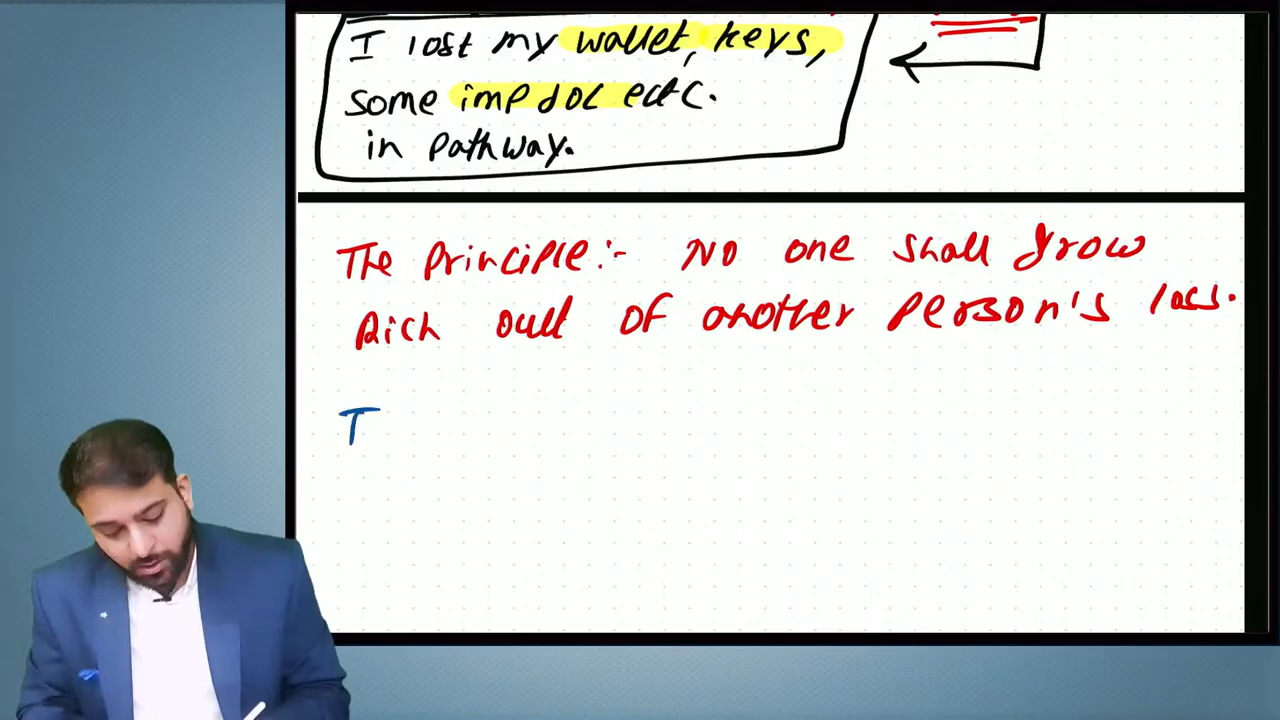 I lost my wallet, keys,
some imp doc ectc.
in pathway.
The Principle:- No one shall grow
Rich out of another person's loss.
T